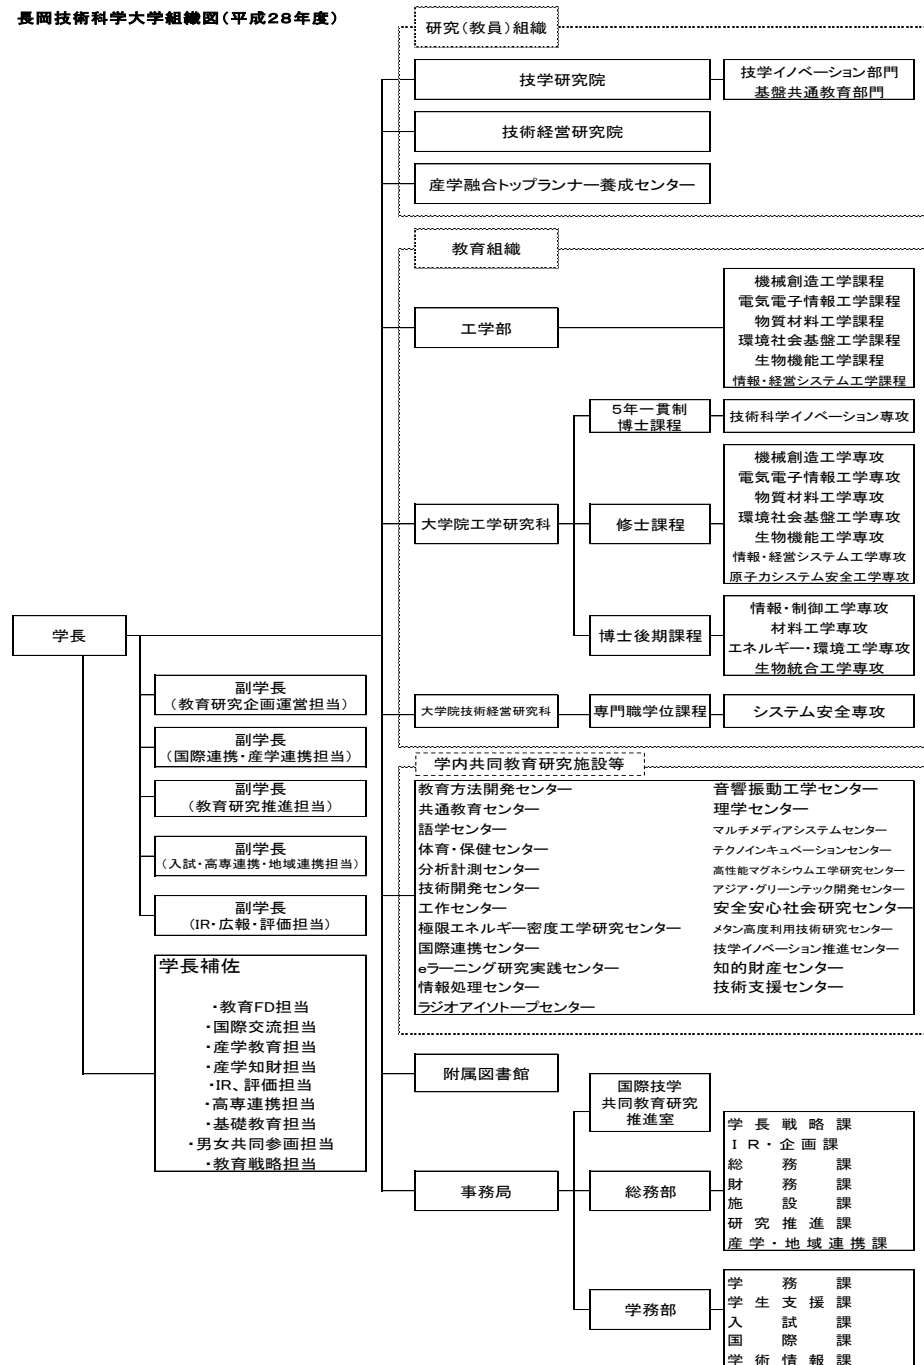 長岡技術科学大学組織図(平成28年度)
研究(教員)組織
技学研究院
技学イノベーション部門
基盤共通教育部門
技術経営研究院
産学融合トップランナー養成センター
教育組織
工学部
機械創造工学課程
電気電子情報工学課程
物質材料工学課程
環境社会基盤工学課程
生物機能工学課程
情報・経営システム工学課程
大学院工学研究科
5年一貫制
博士課程
技術科学イノベーション専攻
修士課程
機械創造工学専攻
電気電子情報工学専攻
物質材料工学専攻
環境社会基盤工学専攻
生物機能工学専攻
情報・経営システム工学専攻
原子力システム安全工学専攻
博士後期課程
情報・制御工学専攻
材料工学専攻
エネルギー・環境工学専攻
生物統合工学専攻
大学院技術経営研究科
専門職学位課程
システム安全専攻
学長
副学長
(教育研究企画運営担当)
副学長
(国際連携・産学連携担当)
副学長
(教育研究推進担当)
副学長
(入試・高専連携・地域連携担当)
副学長
(IR・広報・評価担当)
学長補佐
・教育FD担当
・国際交流担当
・産学教育担当
・産学知財担当
・IR、評価担当
・高専連携担当
・基礎教育担当
・男女共同参画担当
・教育戦略担当
学内共同教育研究施設等
教育方法開発センター
共通教育センター
語学センター
体育・保健センター
分析計測センター
技術開発センター
工作センター
極限エネルギー密度工学研究センター
国際連携センター
eラーニング研究実践センター
情報処理センター
ラジオアイソトープセンター
音響振動工学センター
理学センター
マルチメディアシステムセンター
テクノインキュベーションセンター
高性能マグネシウム工学研究センター
アジア・グリーンテック開発センター
安全安心社会研究センター
メタン高度利用技術研究センター
技学イノベーション推進センター
知的財産センター
技術支援センター
附属図書館
事務局
国際技学
共同教育研究
推進室
総務部
学長戦略課
IR・企画課
総務課
財務課
施設課
研究推進課
産学・地域連携課
学務部
学務課
学生支援課
入試課
国際課
学術情報課